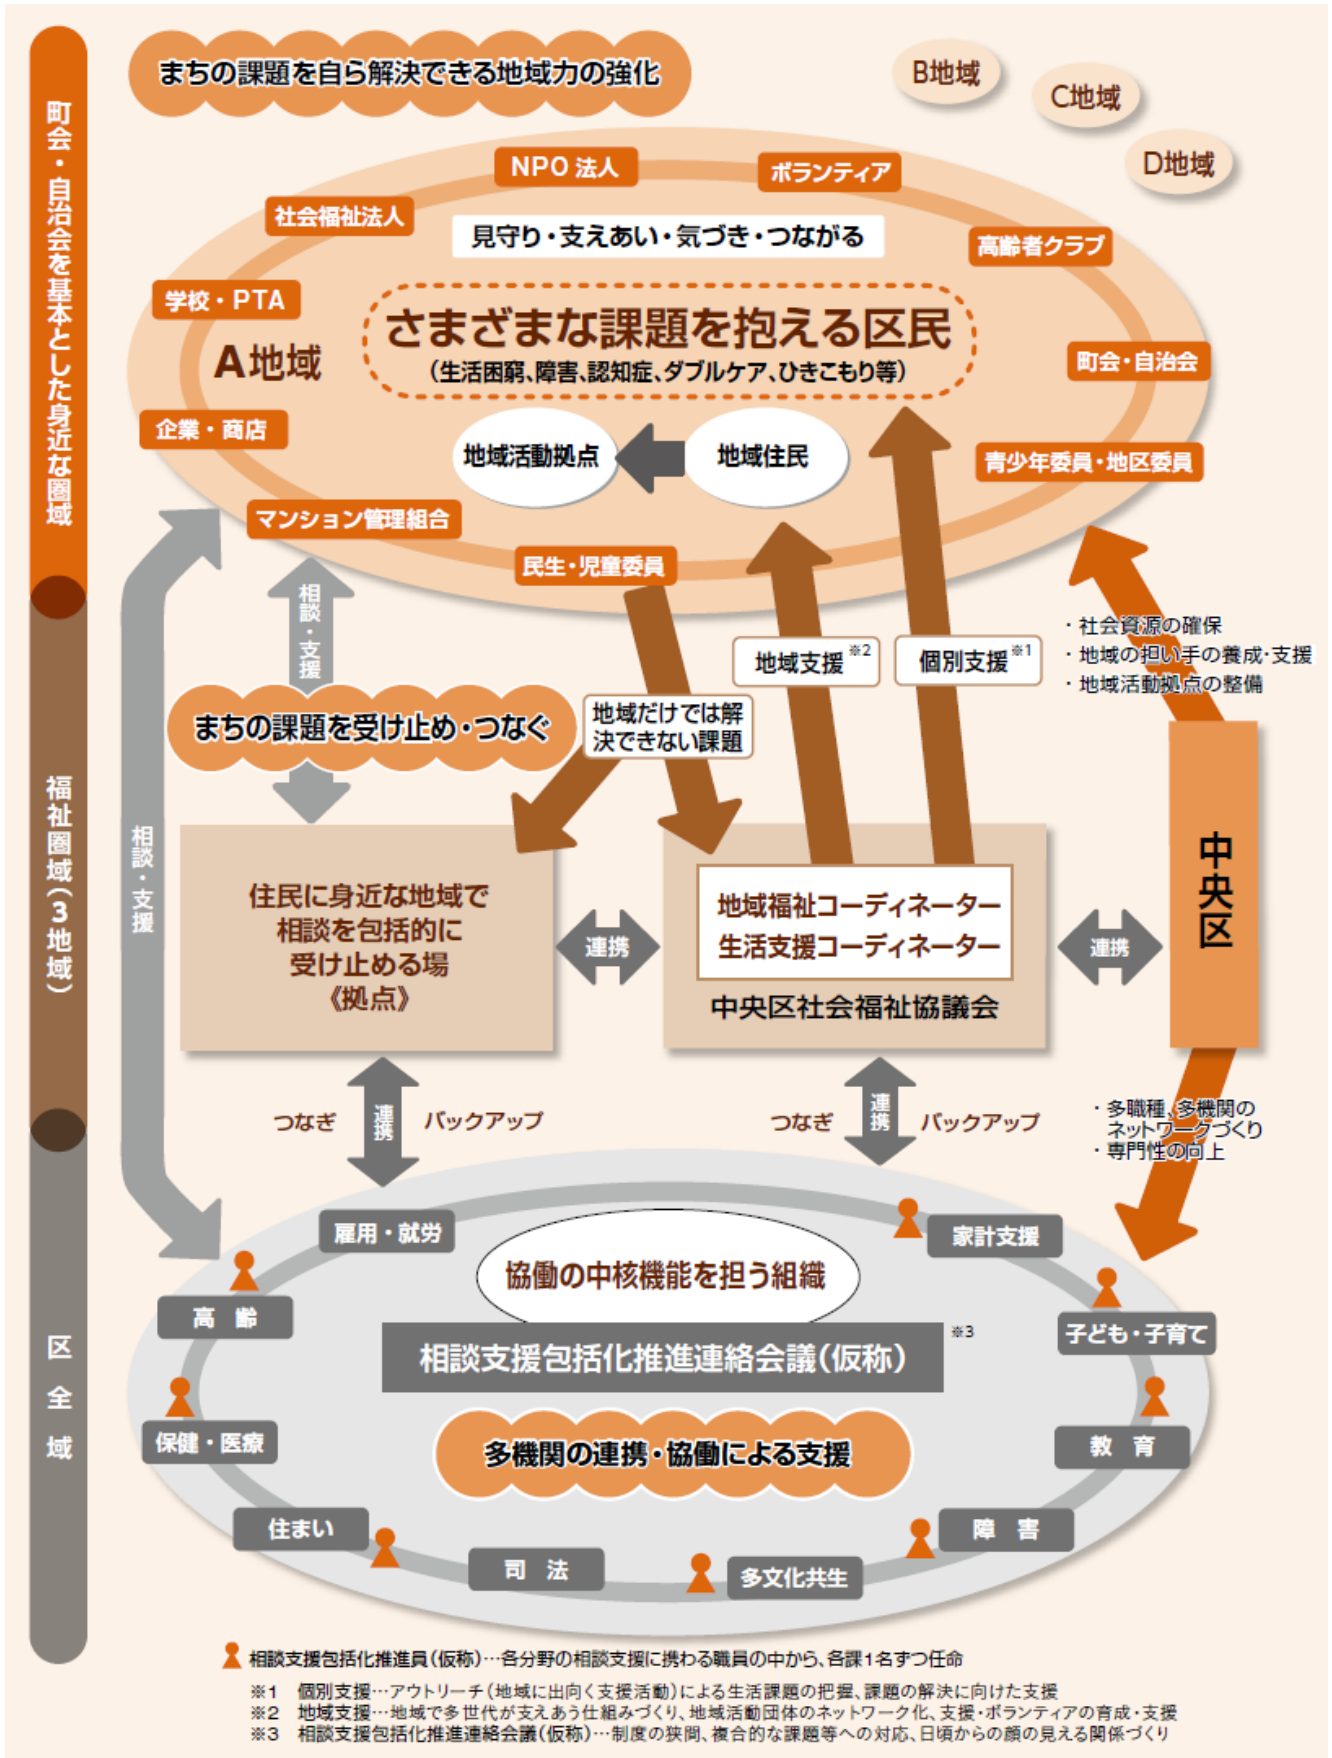 まちの課題を自ら解決できる地域力の強化
B地域
C地域
D地域
町会・自治会を基本とした身近な圏域
NPO 法人
ボランティア
社会福祉法人
見守り・支えあい・気づき・つながる
高齢者クラブ
学校・PTA
さまざまな課題を抱える区民
(生活困窮、障害、認知症、ダブルケア、ひきこもり等)
A地域
町会・自治会
企業・商店
地域活動拠点
地域住民
青少年委員・地区委員
マンション管理組合
民生・児童委員
相談・支援
・社会資源の確保
・地域の担い手の養成・支援
・地域活動拠点の整備
地域支援※2
個別支援※1
まちの課題を受け止め・つなぐ
地域だけでは解
決できない課題
福祉圏域(3地域)
相談・支援
住民に身近な地域で
相談を包括的に
受け止める場
《拠点》
連携
地域福祉コーディネーター
生活支援コーディネーター
中央区社会福祉協議会
連携
中央区
つなぎ
連携
バックアップ
つなぎ
連携
バックアップ
・多職種、多機関の
ネットワークづくり
・専門性の向上
区全域
雇用・就労
家計支援
協働の中核機能を担う組織
高 齢
子ども・子育て
相談支援包括化推進連絡会議(仮称)
※3
保健・医療
教 育
多機関の連携・協働による支援
住まい
障 害
司 法
多文化共生
相談支援包括化推進員(仮称)…各分野の相談支援に携わる職員の中から、各課1名ずつ任命
※1 個別支援…アウトリーチ(地域に出向く支援活動)による生活課題の把握、課題の解決に向けた支援
※2 地域支援…地域で多世代が支えあう仕組みづくり、地域活動団体のネットワーク化、支援・ボランティアの育成・支援
※3 相談支援包括化推進連絡会議(仮称)…制度の狭間、複合的な課題等への対応、日頃からの顔の見える関係づくり